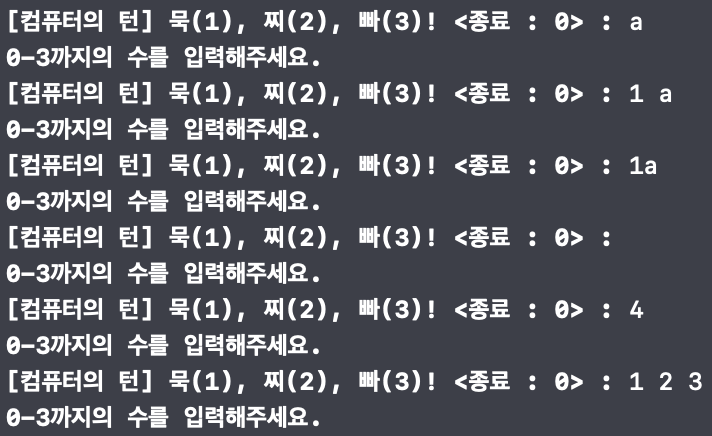 [컴퓨터의 턴] 묵(1), 찌(2), 빠(3)! <종료 : 0> : a
0-3까지의 수를 입력해주세요.
[컴퓨터의 턴] 묵(1), 찌(2), 빠(3)! <종료 : 0> : 1 a
0-3까지의 수를 입력해주세요.
[컴퓨터의 턴] 묵(1), 찌(2), 빠(3)! <종료 : 0> : 1a
0-3까지의 수를 입력해주세요.
[컴퓨터의 턴] 묵(1), 찌(2), 빠(3)! <종료 : 0> :
0-3까지의 수를 입력해주세요.
[컴퓨터의 턴] 묵(1), 찌(2), 빠(3)! <종료 : 0> : 4
0-3까지의 수를 입력해주세요.
[컴퓨터의 턴] 묵(1), 찌(2), 빠(3)! <종료 : 0> : 1 2 3
0-3까지의 수를 입력해주세요.